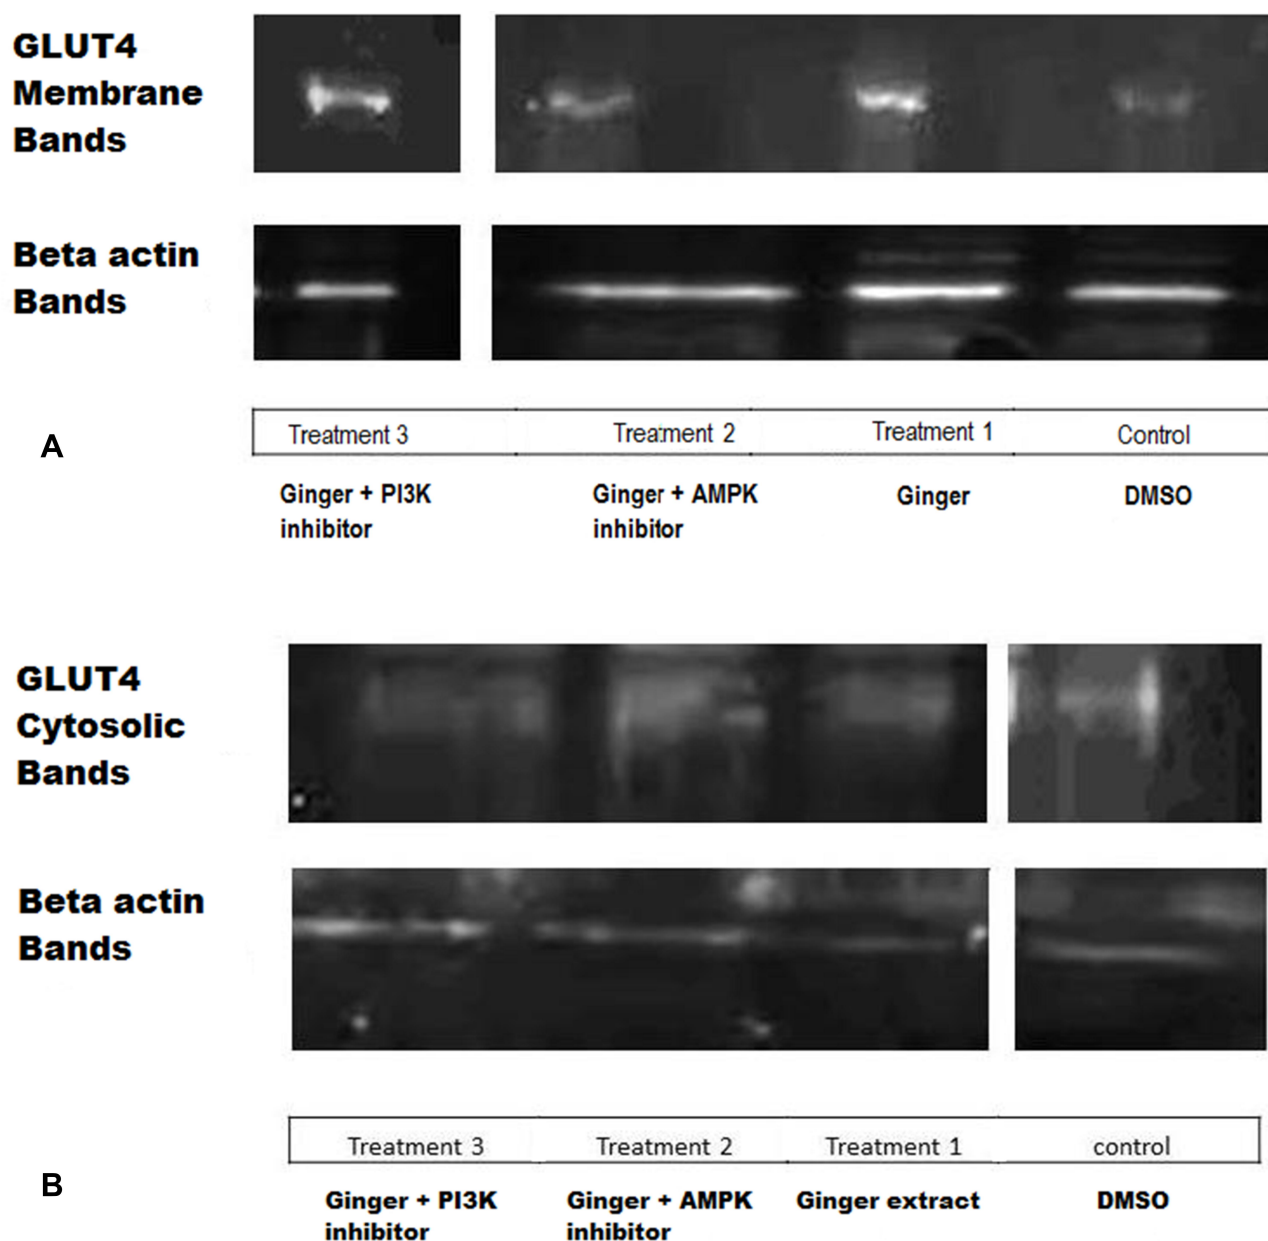 GLUT4
Membrane
Bands
Beta actin
Bands
A
Treatment 3
Treatment 2
Treatment 1
Control
Ginger + PI3K
inhibitor
Ginger + AMPK
inhibitor
Ginger
DMSO
GLUT4
Cytosolic
Bands
Beta actin
Bands
B
Treatment 3
Treatment 2
Treatment 1
control
Ginger + PI3K
inhibitor
Ginger + AMPK
inhibitor
Ginger extract
DMSO